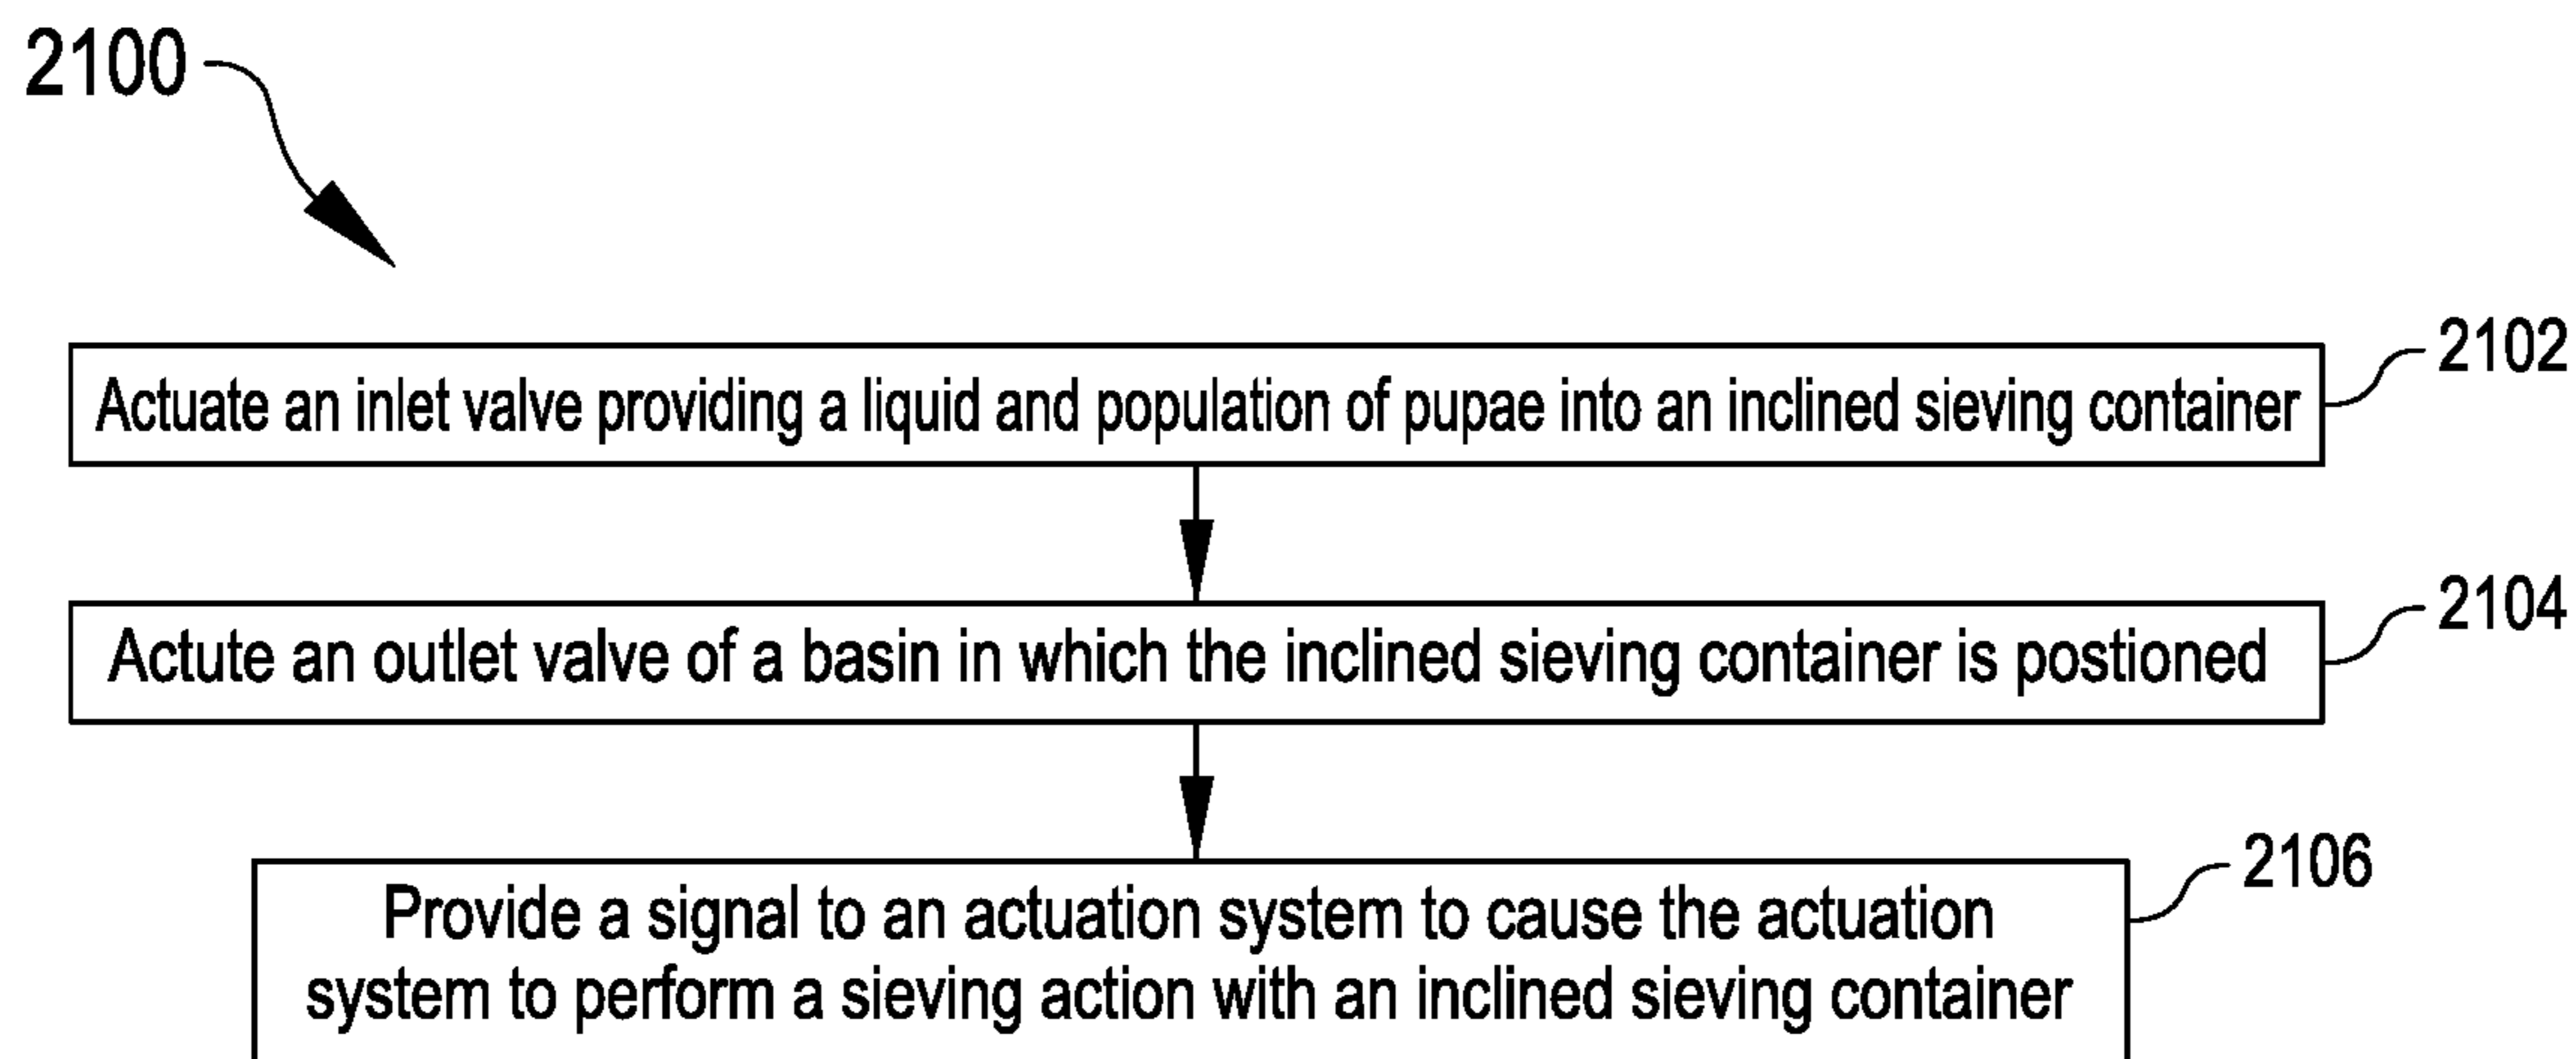 2100
Actuate an inlet valve providing a liquid and population of pupae into an inclined sieving container
2102
Actute an outlet valve of a basin in which the inclined sieving container is postioned
2104
Provide a signal to an actuation system to cause the actuation
system to perform a sieving action with an inclined sieving container
2106